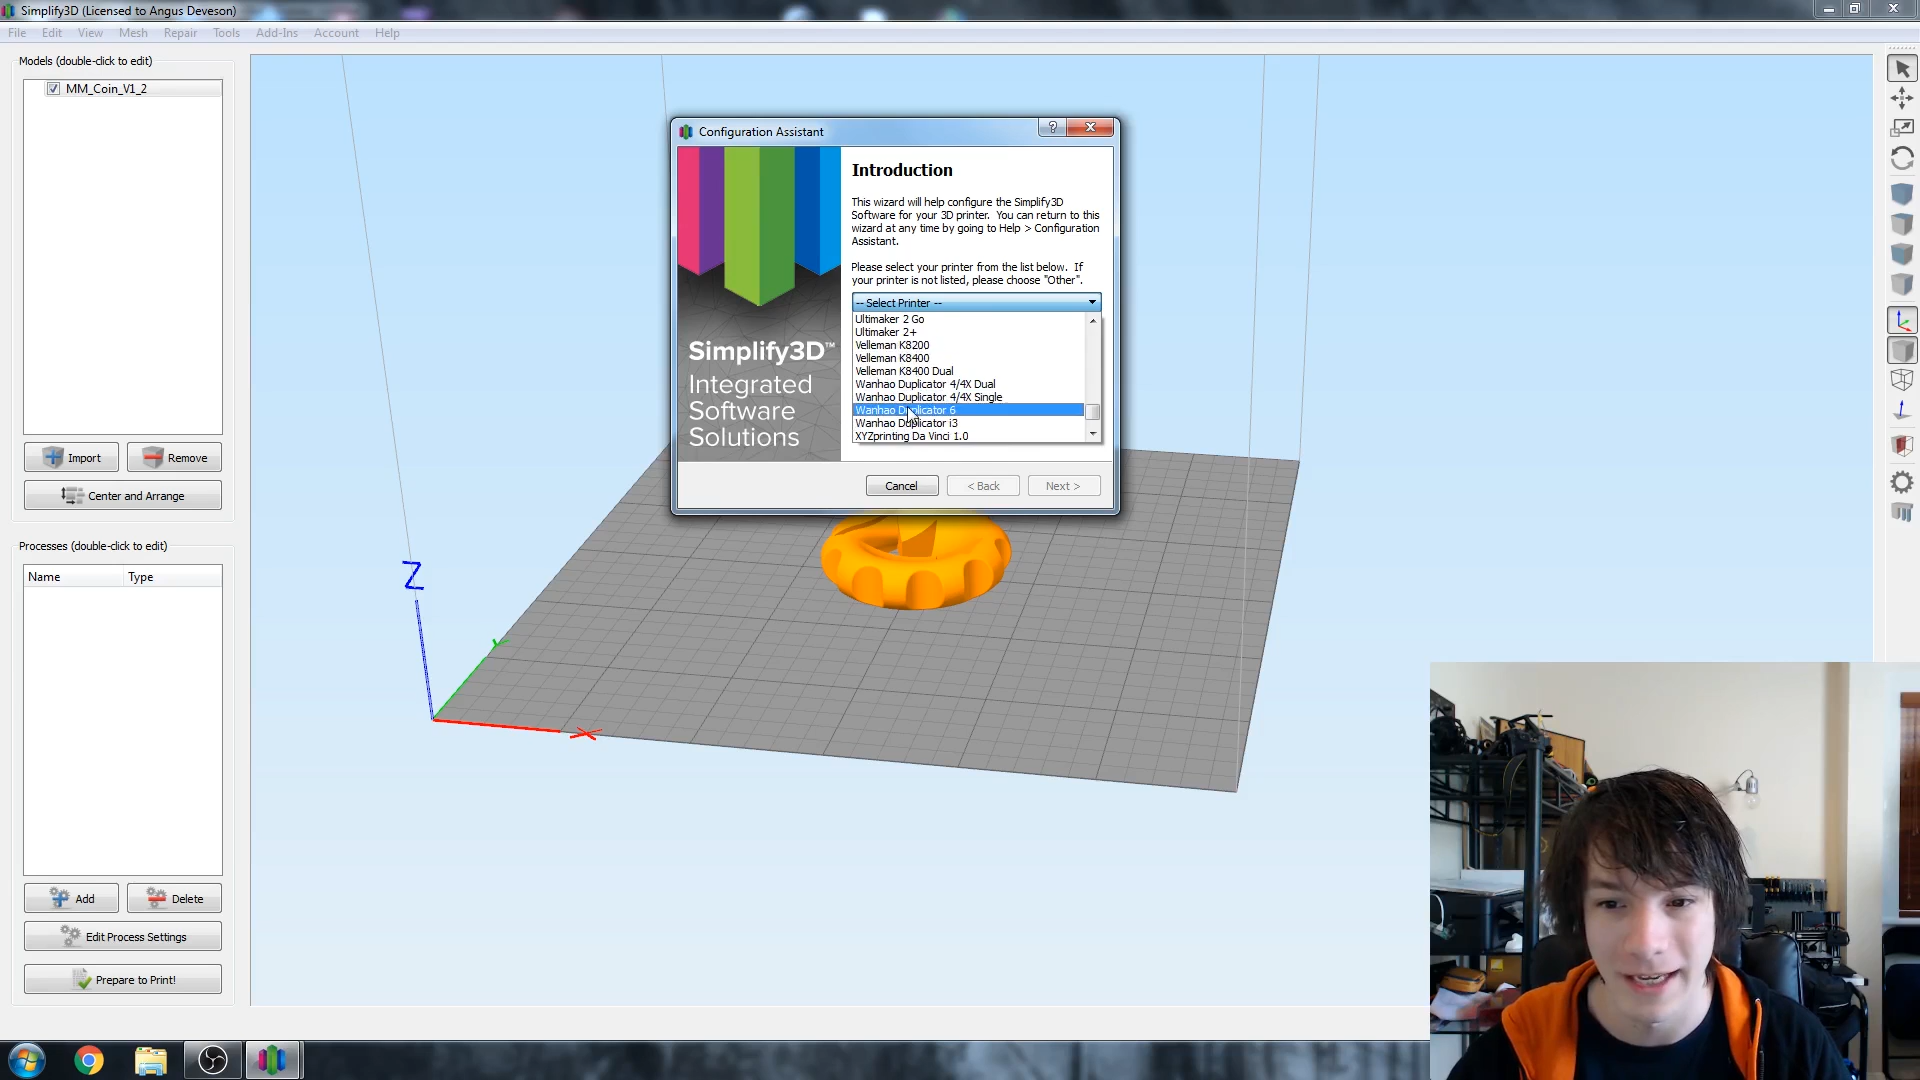 Simplify3D (Licensed to Angus Deveson)
File Edit View Mesh Repair Tools Add-Ins Account Help
Models (double-click to edit)
MM_Coin_V1_2
Import Remove
Center and Arrange
Processes (double-click to edit)
Name Type
Add Delete
Edit Process Settings
Prepare to Print!
Z
Y
X
Configuration Assistant
?
Simplify3D™
Integrated
Software
Solutions
Introduction
This wizard will help configure the Simplify3D
Software for your 3D printer. You can return to this
wizard at any time by going to Help > Configuration
Assistant.
Please select your printer from the list below. If
your printer is not listed, please choose "Other".
-- Select Printer --
Ultimaker 2 Go
Ultimaker 2+
Velleman K8200
Velleman K8400
Velleman K8400 Dual
Wanhao Duplicator 4/4X Dual
Wanhao Duplicator 4/4X Single
Wanhao Duplicator 6
Wanhao Duplicator i3
XYZprinting Da Vinci 1.0
Cancel < Back Next >